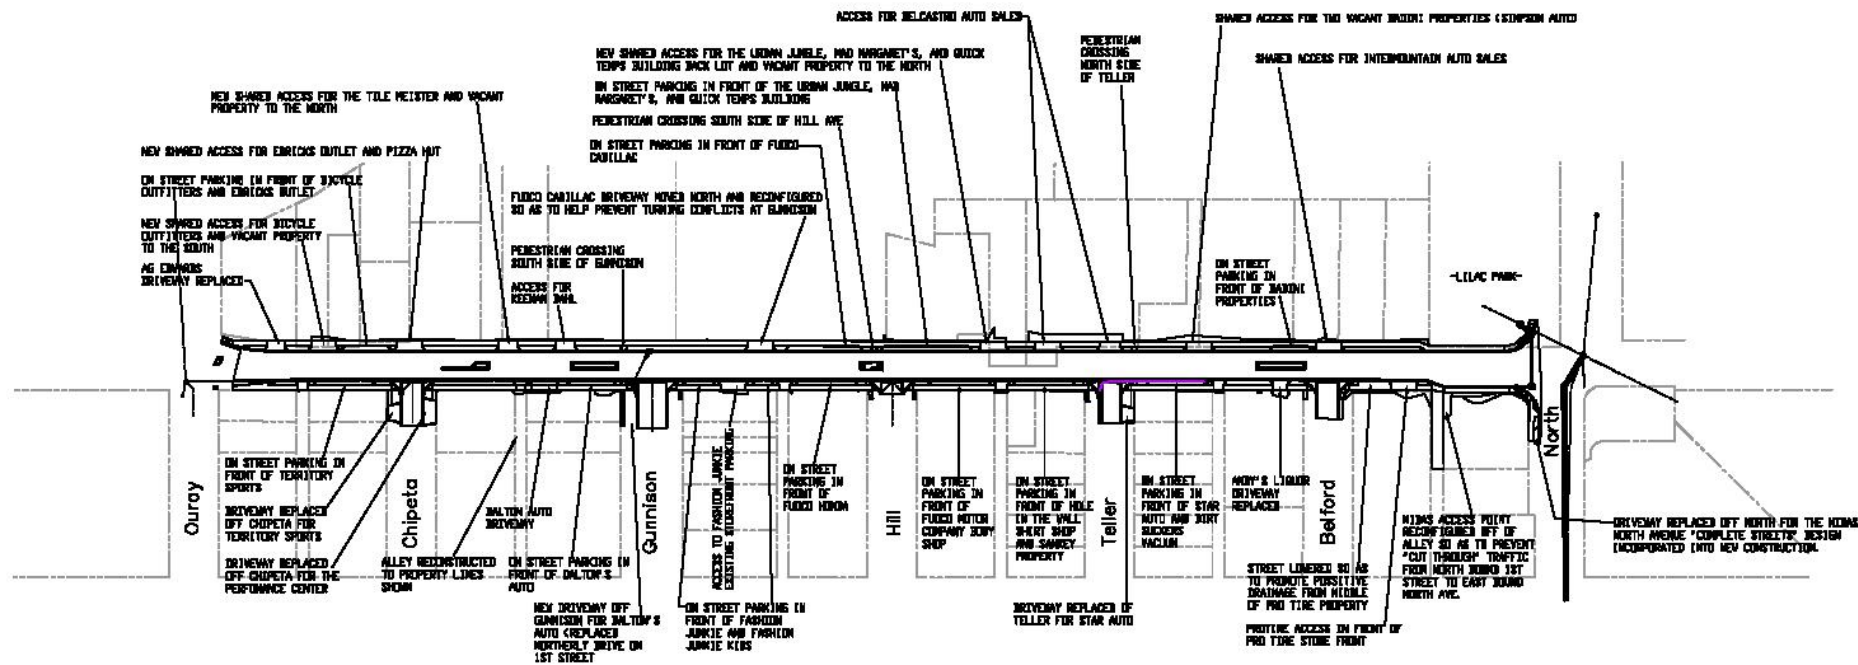 ACCESS FOR BELCASTRO AUTO SALES
SHARED ACCESS FOR TWO VACANT BADINI PROPERTIES (SIMPSON AUTO)
PEDESTRIAN
CROSSING
NORTH SIDE
OF TELLER
NEW SHARED ACCESS FOR THE URBAN JUNGLE, MAD MARGARET'S, AND QUICK
TEMPS BUILDING BACK LOT AND VACANT PROPERTY TO THE NORTH
SHARED ACCESS FOR INTERMOUNTAIN AUTO SALES
ON STREET PARKING IN FRONT OF THE URBAN JUNGLE, MAD
MARGARET'S, AND QUICK TEMPS BUILDING
NEW SHARED ACCESS FOR THE TILE MEISTER AND VACANT
PROPERTY TO THE NORTH
PEDESTRIAN CROSSING SOUTH SIDE OF HILL AVE
ON STREET PARKING IN FRONT OF FUOCO
CADILLAC
NEW SHARED ACCESS FOR EBRICKS OUTLET AND PIZZA HUT
ON STREET PARKING IN FRONT OF BICYCLE
OUTFITTERS AND EBRICKS OUTLET
FUOCO CADILLAC DRIVEWAY MOVED NORTH AND RECONFIGURED
SO AS TO HELP PREVENT TURNING CONFLICTS AT GUNNISON
NEW SHARED ACCESS FOR BICYCLE
OUTFITTERS AND VACANT PROPERTY
TO THE SOUTH
PEDESTRIAN CROSSING
SOUTH SIDE OF GUNNISON
AG EDWARDS
DRIVEWAY REPLACED
ACCESS FOR
KEENAN DAHL
ON STREET
PARKING IN
FRONT OF BADINI
PROPERTIES
-LILAC PARK-
Ouray
Chipeta
Gunnison
Hill
Teller
Belford
North
ON STREET PARKING IN
FRONT OF TERRITORY
SPORTS
DRIVEWAY REPLACED
OFF CHIPETA FOR
TERRITORY SPORTS
DRIVEWAY REPLACED
OFF CHIPETA FOR THE
PERFOMANCE CENTER
ALLEY RECONSTRUCTED
TO PROPERTY LINES
SHOWN
DALTON AUTO
DRIVEWAY
ON STREET PARKING IN
FRONT OF DALTON'S
AUTO
NEW DRIVEWAY OFF
GUNNISON FOR DALTON'S
AUTO (REPLACED
NORTHERLY DRIVE ON
1ST STREET
ACCESS TO FASHION JUNKIE
EXISTING STOREFRONT PARKING
ON STREET PARKING IN
FRONT OF FASHION
JUNKIE AND FASHION
JUNKIE KIDS
ON STREET
PARKING IN
FRONT OF
FUOCO HONDA
ON STREET
PARKING IN
FRONT OF
FUOCO MOTOR
COMPANY BODY
SHOP
ON STREET
PARKING IN
FRONT OF HOLE
IN THE WALL
SHIRT SHOP
AND SANKEY
PROPERTY
DRIVEWAY REPLACED OF
TELLER FOR STAR AUTO
ON STREET
PARKING IN
FRONT OF STAR
AUTO AND DIRT
SUCKERS
VACUUM
ANDY'S LIQUOR
DRIVEWAY
REPLACED
STREET LOWERED SO AS
TO PROMOTE POSSITIVE
DRAINAGE FROM MIDDLE
OF PRO TIRE PROPERTY
PROTIRE ACCESS IN FRONT OF
PRO TIRE STORE FRONT
MIDAS ACCESS POINT
RECONFIGURED OFF OF
ALLEY SO AS TO PREVENT
"CUT THROUGH" TRAFFIC
FROM NORTH BOUND 1ST
STREET TO EAST BOUND
NORTH AVE.
DRIVEWAY REPLACED OFF NORTH FOR THE MIDAS
NORTH AVENUE "COMPLETE STREETS" DESIGN
INCORPORATED INTO NEW CONSTRUCTION.